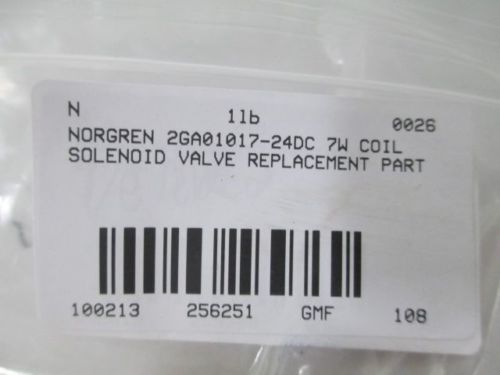 N 1lb 0026
NORGREN 2GA01017-24DC 7W COIL
SOLENOID VALVE REPLACEMENT PART
100213 256251 GMF 108